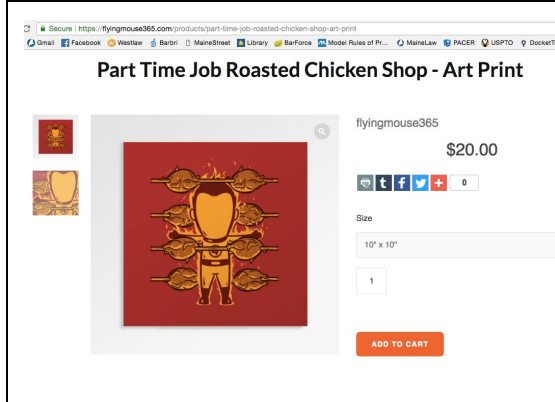 Secure | https://flyingmouse365.com/products/part-time-job-roasted-chicken-shop-art-print
Gmail Facebook Westlaw Barbri MaineStreet Library BarForce Model Rules of Pr... MaineLaw PACER USPTO DocketT
Part Time Job Roasted Chicken Shop - Art Print
flyingmouse365
$20.00
0
Size
10" x 10"
1
ADD TO CART